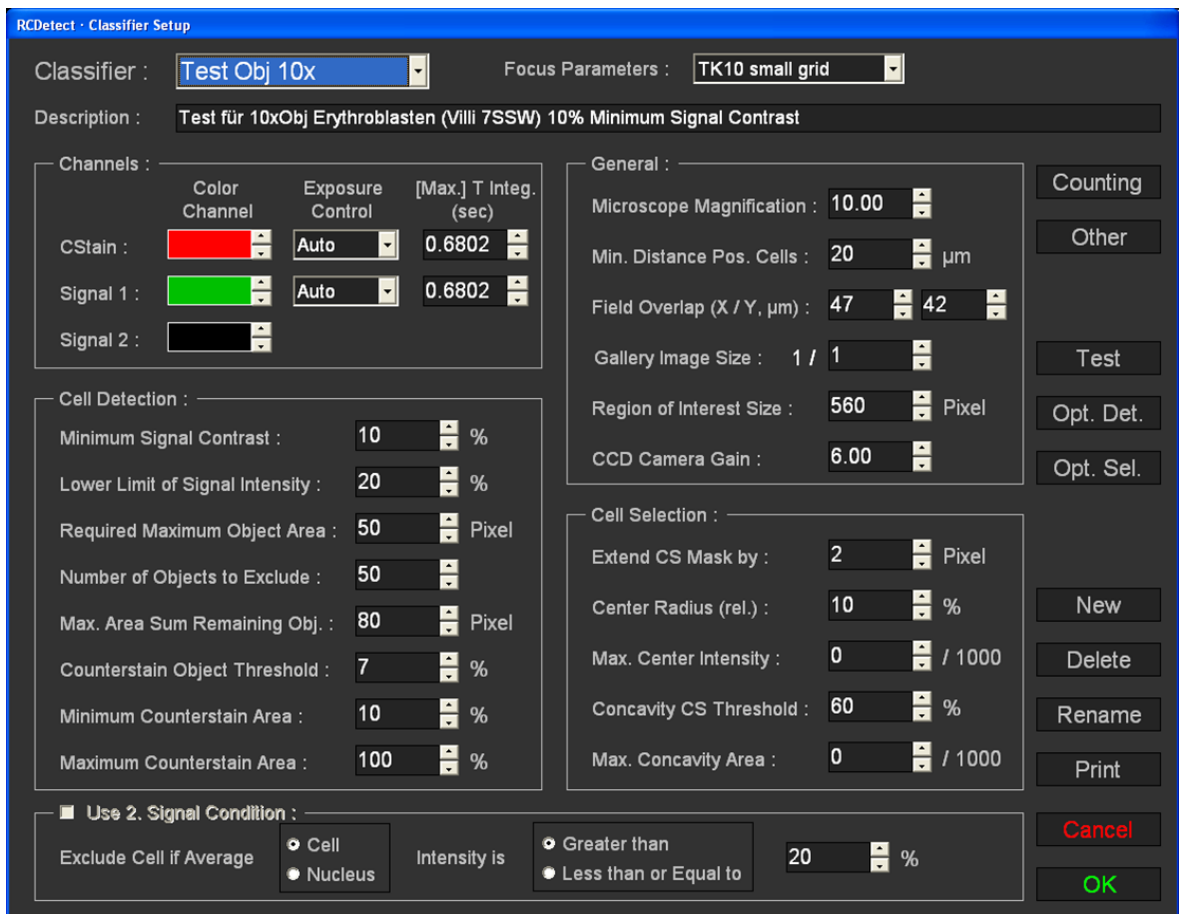 RCDetect · Classifier Setup
Classifier : Test Obj 10x
Focus Parameters : TK10 small grid
Description : Test für 10xObj Erythroblasten (Villi 7SSW) 10% Minimum Signal Contrast
Channels :
Color Channel
Exposure Control
[Max.] T Integ. (sec)
CStain : Auto 0.6802
Signal 1 : Auto 0.6802
Signal 2 :
Cell Detection :
Minimum Signal Contrast : 10 %
Lower Limit of Signal Intensity : 20 %
Required Maximum Object Area : 50 Pixel
Number of Objects to Exclude : 50
Max. Area Sum Remaining Obj. : 80 Pixel
Counterstain Object Threshold : 7 %
Minimum Counterstain Area : 10 %
Maximum Counterstain Area : 100 %
General :
Microscope Magnification : 10.00
Min. Distance Pos. Cells : 20 µm
Field Overlap (X / Y, µm) : 47 42
Gallery Image Size : 1 / 1
Region of Interest Size : 560 Pixel
CCD Camera Gain : 6.00
Cell Selection :
Extend CS Mask by : 2 Pixel
Center Radius (rel.) : 10 %
Max. Center Intensity : 0 / 1000
Concavity CS Threshold : 60 %
Max. Concavity Area : 0 / 1000
Use 2. Signal Condition :
Exclude Cell if Average
Cell
Nucleus
Intensity is
Greater than
Less than or Equal to
20 %
Counting
Other
Test
Opt. Det.
Opt. Sel.
New
Delete
Rename
Print
Cancel
OK